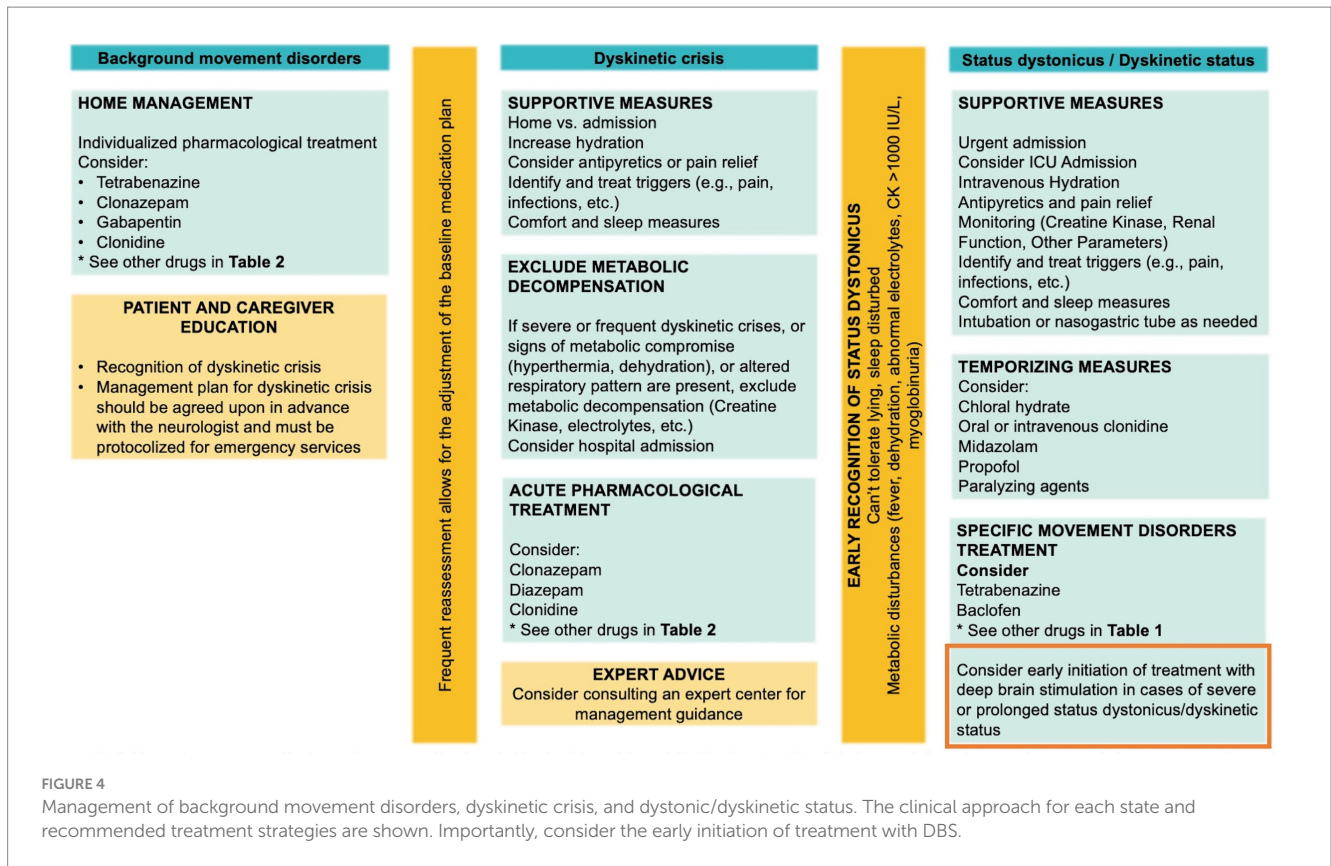 Background movement disorders
HOME MANAGEMENT
Individualized pharmacological treatment
Consider:
• Tetrabenazine
• Clonazepam
• Gabapentin
• Clonidine
* See other drugs in Table 2
PATIENT AND CAREGIVER
EDUCATION
• Recognition of dyskinetic crisis
• Management plan for dyskinetic crisis
should be agreed upon in advance
with the neurologist and must be
protocolized for emergency services
Frequent reassessment allows for the adjustment of the baseline medication plan
Dyskinetic crisis
SUPPORTIVE MEASURES
Home vs. admission
Increase hydration
Consider antipyretics or pain relief
Identify and treat triggers (e.g., pain,
infections, etc.)
Comfort and sleep measures
EXCLUDE METABOLIC
DECOMPENSATION
If severe or frequent dyskinetic crises, or
signs of metabolic compromise
(hyperthermia, dehydration), or altered
respiratory pattern are present, exclude
metabolic decompensation (Creatine
Kinase, electrolytes, etc.)
Consider hospital admission
ACUTE PHARMACOLOGICAL
TREATMENT
Consider:
Clonazepam
Diazepam
Clonidine
* See other drugs in Table 2
EXPERT ADVICE
Consider consulting an expert center for
management guidance
EARLY RECOGNITION OF STATUS DYSTONICUS
Can't tolerate lying, sleep disturbed
Metabolic disturbances (fever, dehydration, abnormal electrolytes, CK >1000 IU/L,
myoglobinuria)
Status dystonicus / Dyskinetic status
SUPPORTIVE MEASURES
Urgent admission
Consider ICU Admission
Intravenous Hydration
Antipyretics and pain relief
Monitoring (Creatine Kinase, Renal
Function, Other Parameters)
Identify and treat triggers (e.g., pain,
infections, etc.)
Comfort and sleep measures
Intubation or nasogastric tube as needed
TEMPORIZING MEASURES
Consider:
Chloral hydrate
Oral or intravenous clonidine
Midazolam
Propofol
Paralyzing agents
SPECIFIC MOVEMENT DISORDERS
TREATMENT
Consider
Tetrabenazine
Baclofen
* See other drugs in Table 1
Consider early initiation of treatment with
deep brain stimulation in cases of severe
or prolonged status dystonicus/dyskinetic
status
FIGURE 4
Management of background movement disorders, dyskinetic crisis, and dystonic/dyskinetic status. The clinical approach for each state and
recommended treatment strategies are shown. Importantly, consider the early initiation of treatment with DBS.